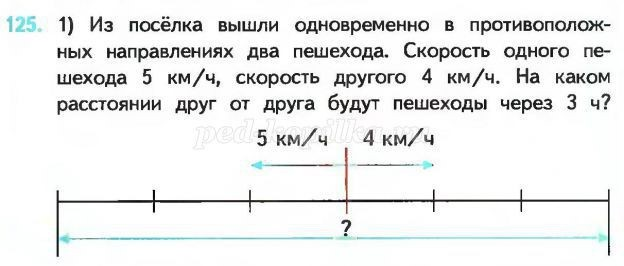 125. 1) Из посёлка вышли одновременно в противополож-
ных направлениях два пешехода. Скорость одного пе-
шехода 5 км/ч, скорость другого 4 км/ч. На каком
расстоянии друг от друга будут пешеходы через 3 ч?
5 км/ч 4 км/ч
?